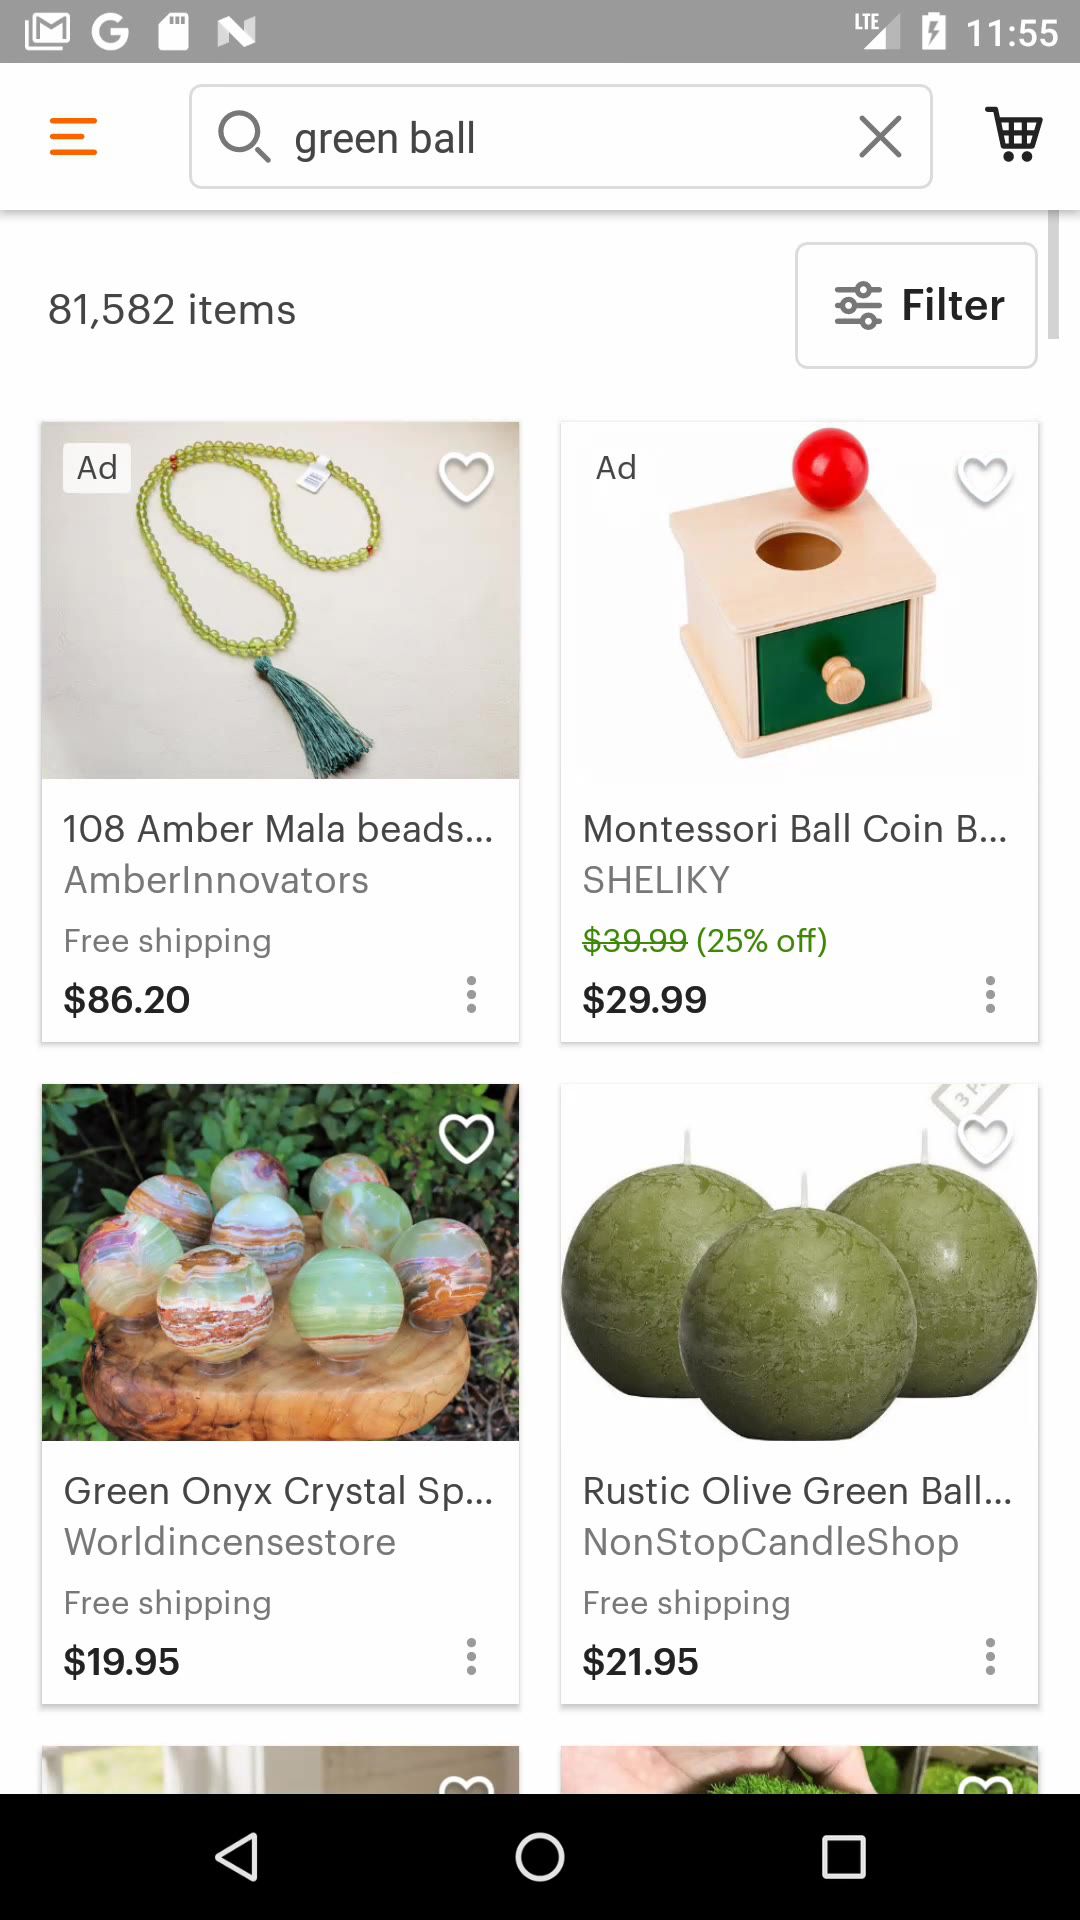 LTE 11:55
green ball
81,582 items
Filter
Ad
Ad
108 Amber Mala beads...
AmberInnovators
Free shipping
$86.20
Montessori Ball Coin B...
SHELIKY
$39.99 (25% off)
$29.99
Green Onyx Crystal Sp...
Worldincensestore
Free shipping
$19.95
Rustic Olive Green Ball...
NonStopCandleShop
Free shipping
$21.95